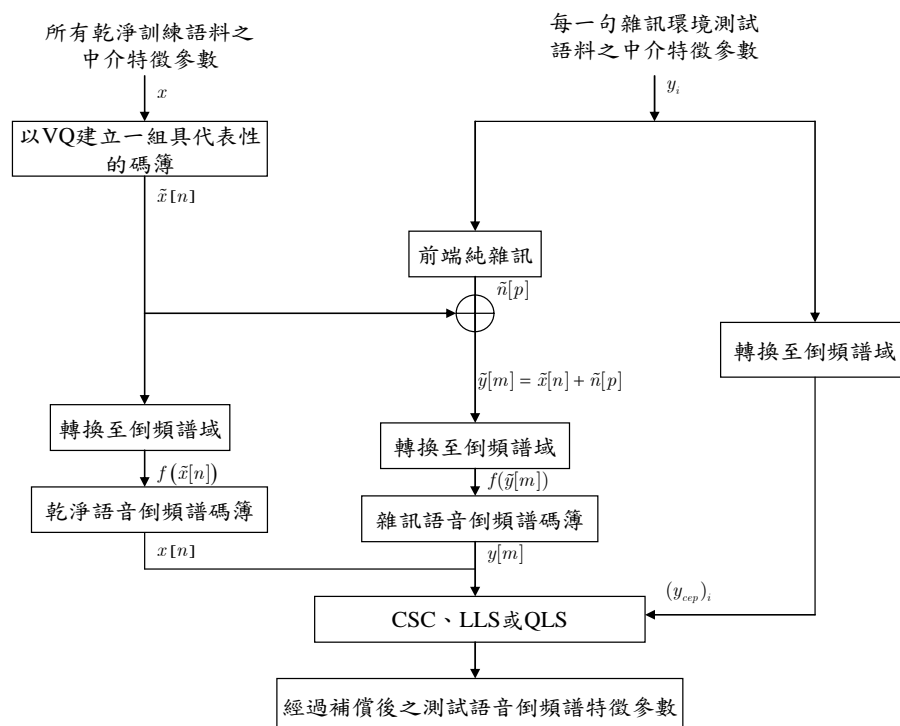 所有乾淨訓練語料之
中介特徵參數
x
以VQ建立一組具代表性
的碼簿
x̃[n]
每一句雜訊環境測試
語料之中介特徵參數
y_i
前端純雜訊
ñ[p]
轉換至倒頻譜域
ỹ[m] = x̃[n] + ñ[p]
轉換至倒頻譜域
f(x̃[n])
乾淨語音倒頻譜碼簿
x[n]
轉換至倒頻譜域
f(ỹ[m])
雜訊語音倒頻譜碼簿
y[m]
(y_{cep})_i
CSC、LLS或QLS
經過補償後之測試語音倒頻譜特徵參數